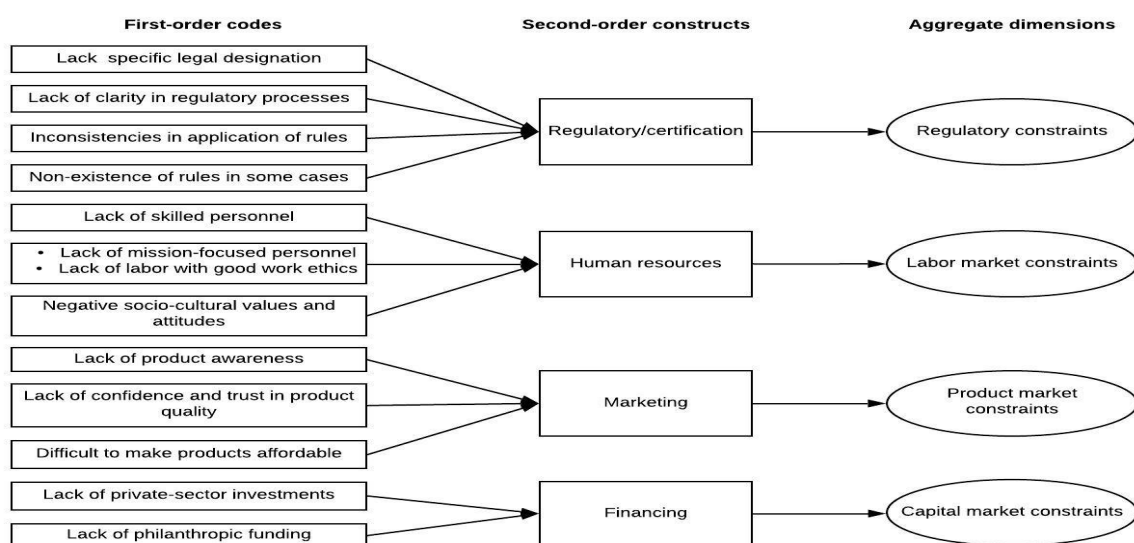 First-order codes
Second-order constructs
Aggregate dimensions
Lack specific legal designation
Lack of clarity in regulatory processes
Inconsistencies in application of rules
Non-existence of rules in some cases
Regulatory/certification
Regulatory constraints
Lack of skilled personnel
• Lack of mission-focused personnel
• Lack of labor with good work ethics
Negative socio-cultural values and
attitudes
Human resources
Labor market constraints
Lack of product awareness
Lack of confidence and trust in product
quality
Difficult to make products affordable
Marketing
Product market
constraints
Lack of private-sector investments
Lack of philanthropic funding
Financing
Capital market constraints